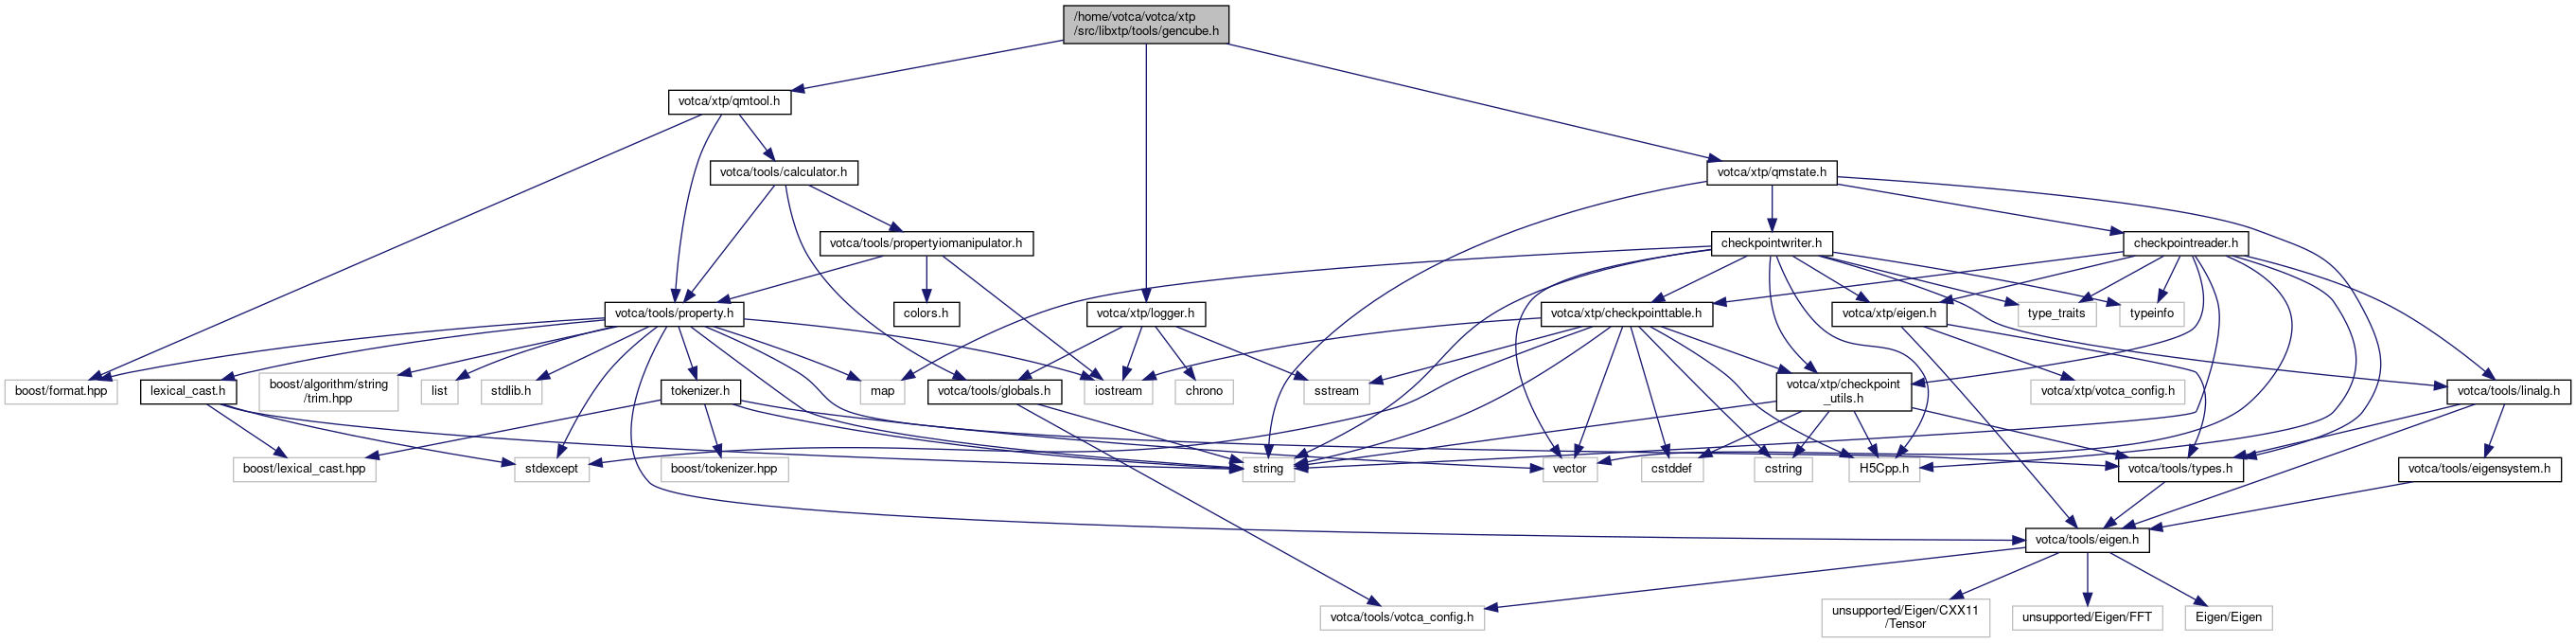 /home/votca/votca/xtp
/src/libxtp/tools/gencube.h
votca/xtp/qmtool.h
votca/tools/calculator.h
votca/xtp/qmstate.h
votca/tools/propertyiomanipulator.h
checkpointwriter.h
checkpointreader.h
votca/tools/property.h
colors.h
votca/xtp/logger.h
votca/xtp/checkpointtable.h
votca/xtp/eigen.h
type_traits
typeinfo
boost/format.hpp
lexical_cast.h
boost/algorithm/string
/trim.hpp
list
stdlib.h
tokenizer.h
map
votca/tools/globals.h
iostream
chrono
sstream
votca/xtp/checkpoint
_utils.h
votca/xtp/votca_config.h
votca/tools/linalg.h
boost/lexical_cast.hpp
stdexcept
boost/tokenizer.hpp
string
vector
cstddef
cstring
H5Cpp.h
votca/tools/types.h
votca/tools/eigensystem.h
votca/tools/eigen.h
votca/tools/votca_config.h
unsupported/Eigen/CXX11
/Tensor
unsupported/Eigen/FFT
Eigen/Eigen